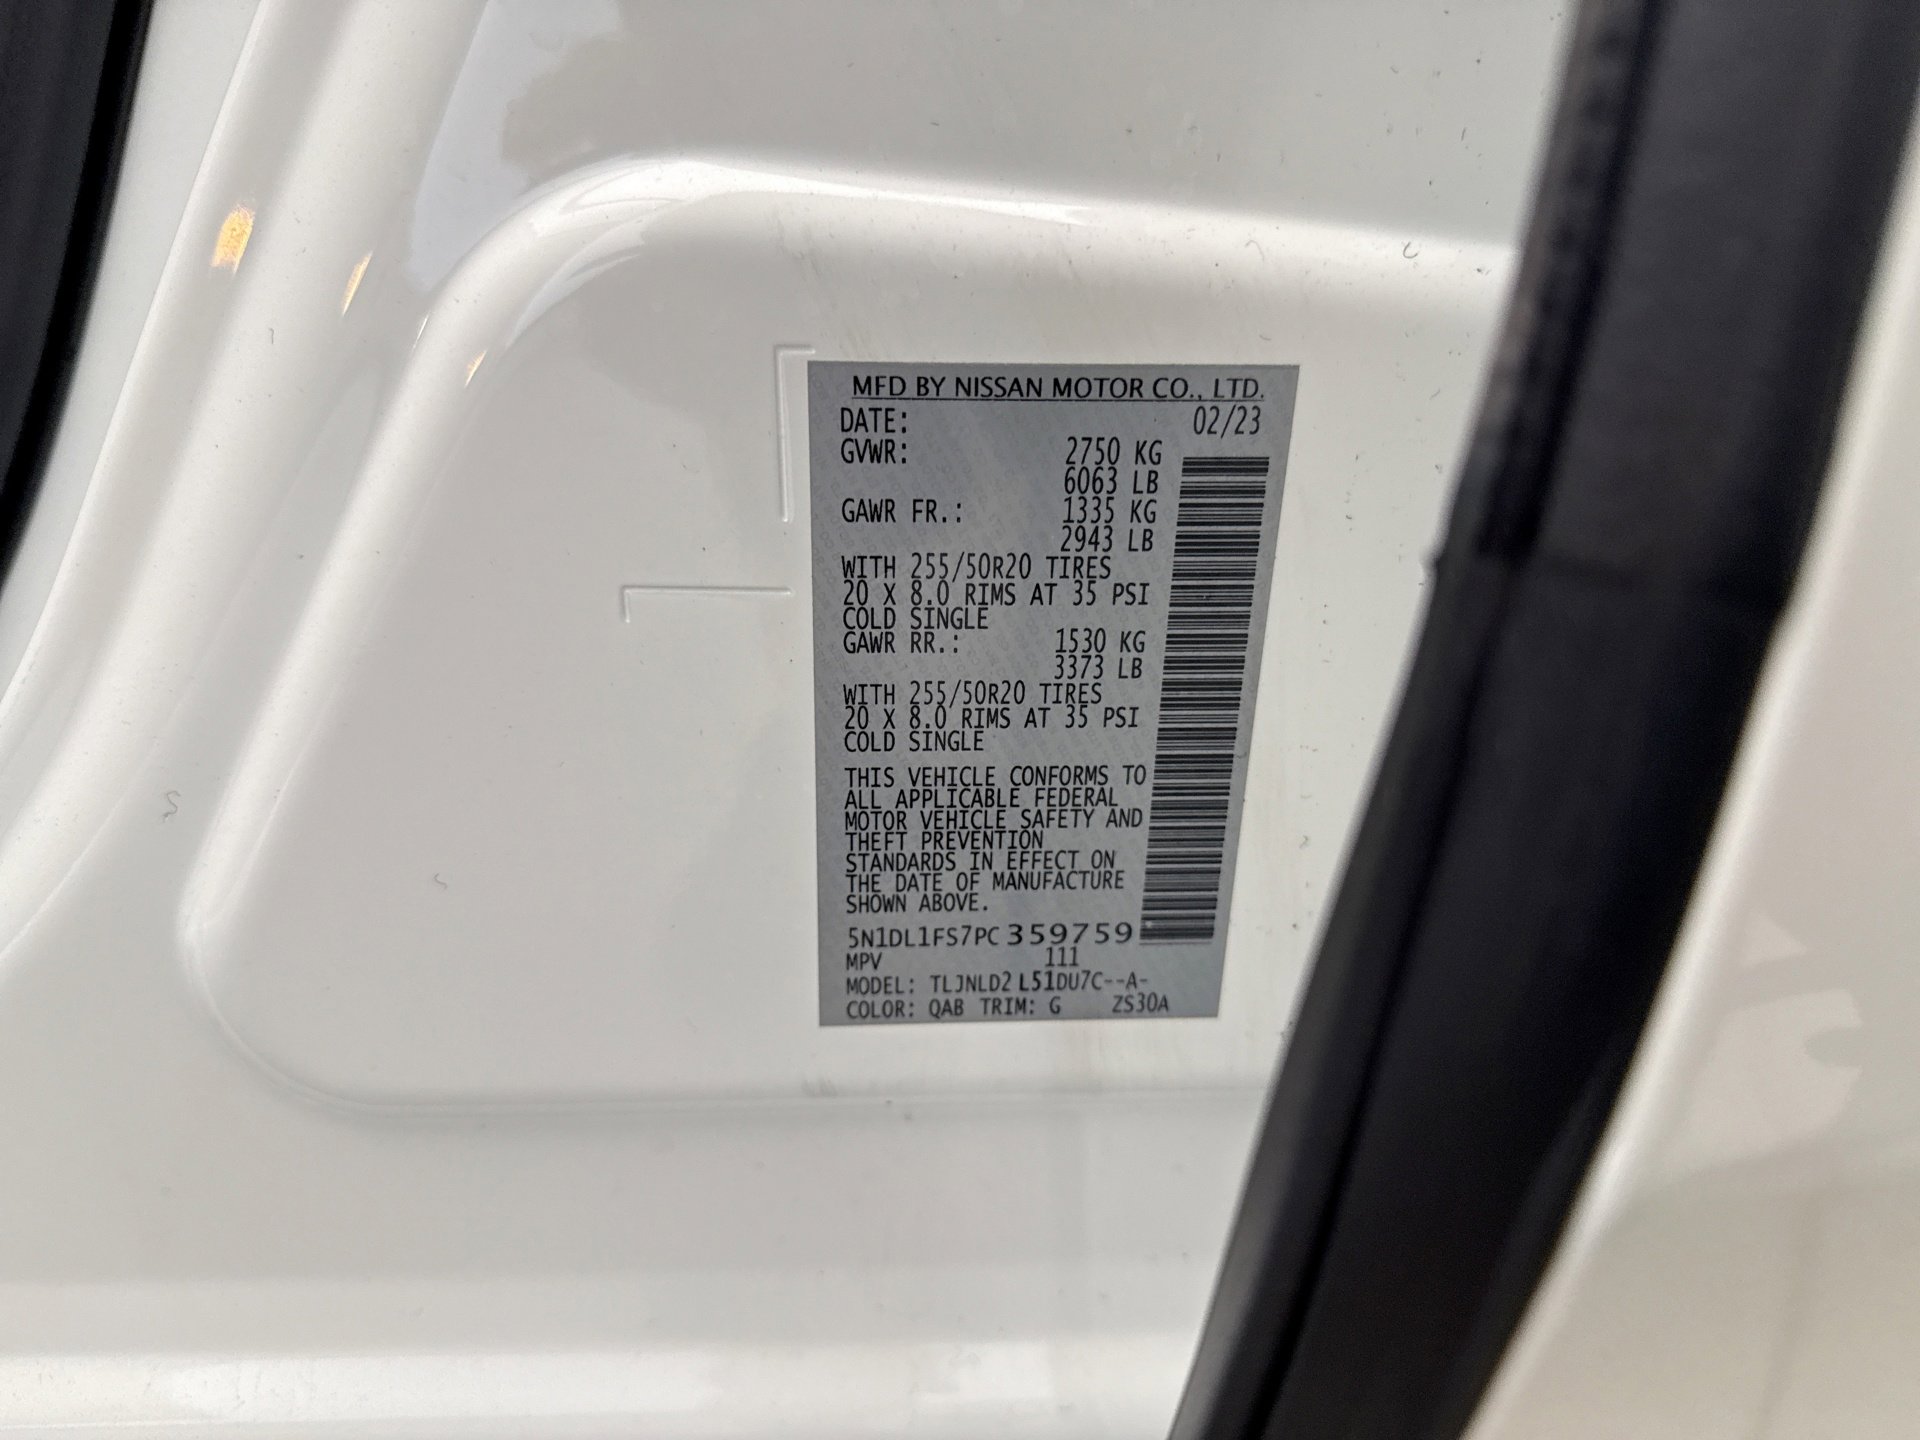 MFD BY NISSAN MOTOR CO., LTD.
DATE: 02/23
GVWR: 2750 KG
6063 LB
GAWR FR.: 1335 KG
2943 LB
WITH 255/50R20 TIRES
20 X 8.0 RIMS AT 35 PSI
COLD SINGLE
GAWR RR.: 1530 KG
3373 LB
WITH 255/50R20 TIRES
20 X 8.0 RIMS AT 35 PSI
COLD SINGLE
THIS VEHICLE CONFORMS TO
ALL APPLICABLE FEDERAL
MOTOR VEHICLE SAFETY AND
THEFT PREVENTION
STANDARDS IN EFFECT ON
THE DATE OF MANUFACTURE
SHOWN ABOVE.
5N1DL1FS7PC359759
MPV 111
MODEL: TLJNLD2 L51DU7C--A-
COLOR: QAB TRIM: G ZS30A